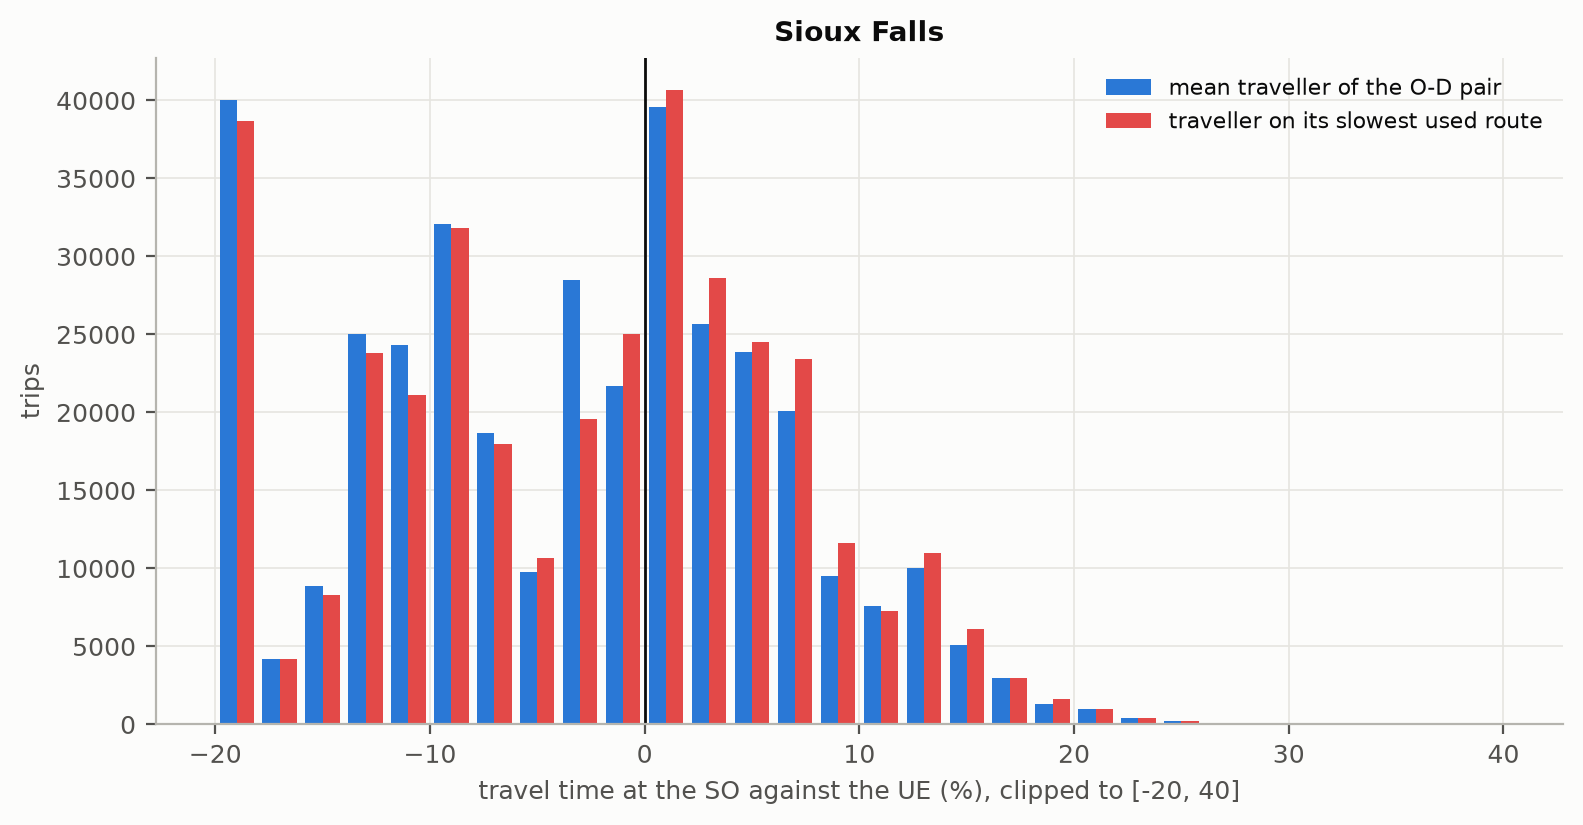 Sioux Falls
mean traveller of the O-D pair
traveller on its slowest used route
trips
40000
35000
30000
25000
20000
15000
10000
5000
0
−20 −10 0 10 20 30 40
travel time at the SO against the UE (%), clipped to [-20, 40]